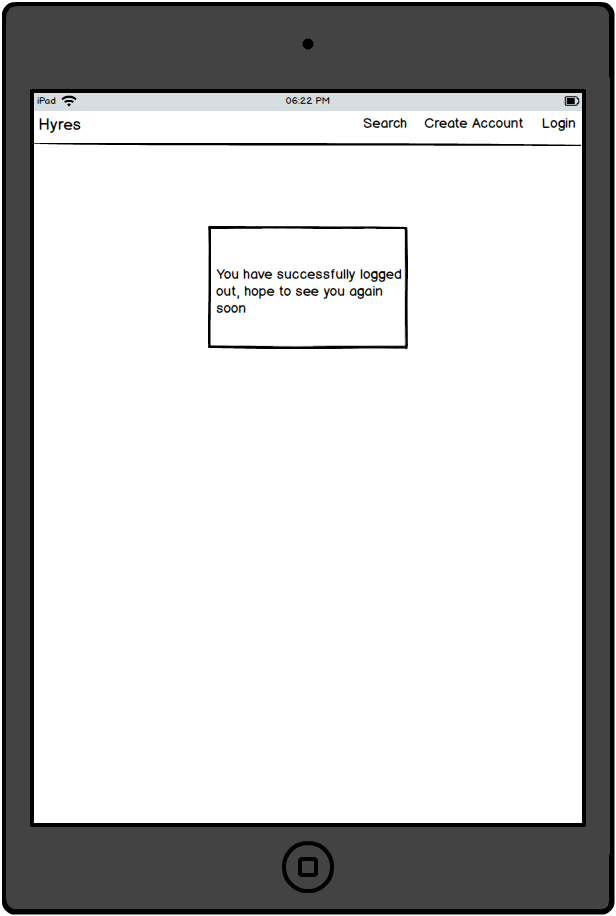 iPad 06:22 PM
Hyres Search Create Account Login
You have successfully logged
out, hope to see you again
soon